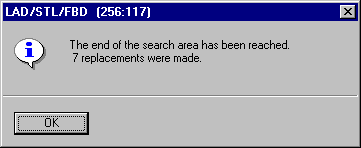 LAD/STL/FBD (256:117)
The end of the search area has been reached.
7 replacements were made.
OK